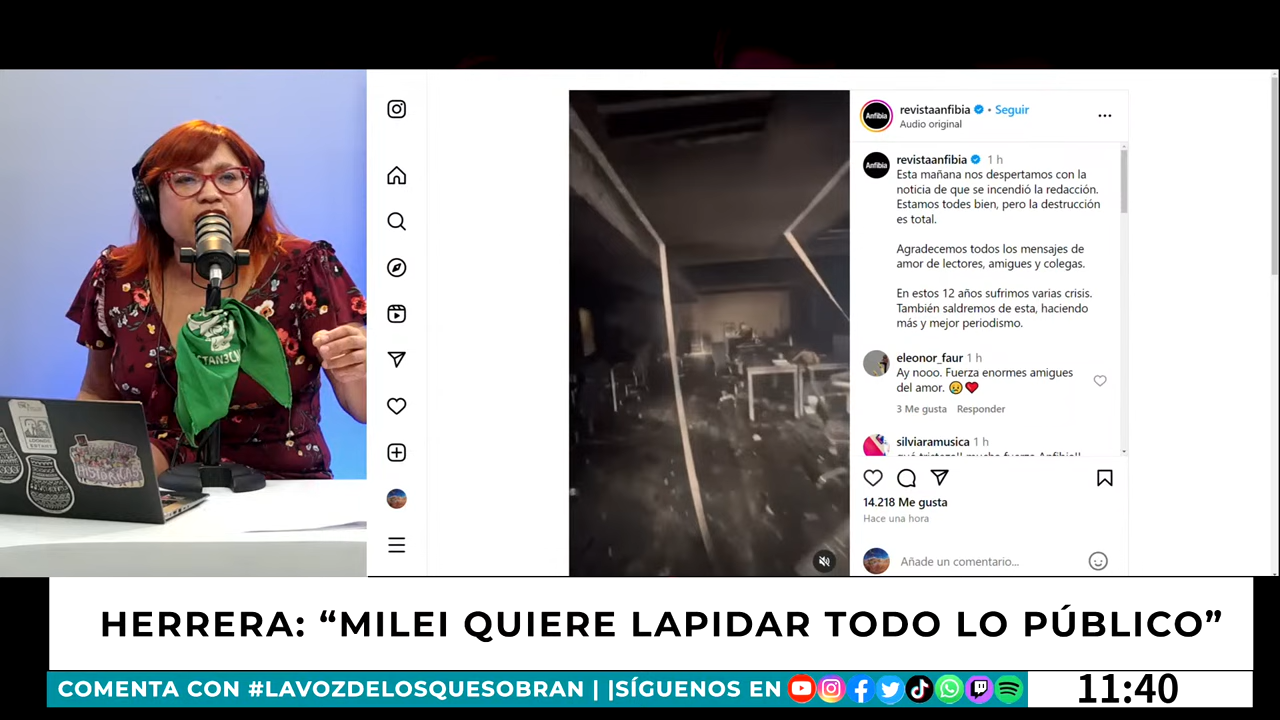 revistaanfibia • Seguir
Audio original
Anfibia
revistaanfibia 1 h
Anfibia
Esta mañana nos despertamos con la
noticia de que se incendió la redacción.
Estamos todes bien, pero la destrucción
es total.
Agradecemos todos los mensajes de
amor de lectores, amigues y colegas.
En estos 12 años sufrimos varias crisis.
También saldremos de esta, haciendo
más y mejor periodismo.
eleonor_faur 1 h
Ay nooo. Fuerza enormes amigues
del amor. 😥❤️
3 Me gusta Responder
silviaramusica 1 h
14.218 Me gusta
Hace una hora
Añade un comentario...
HISTÓRICAS
HERRERA: “MILEI QUIERE LAPIDAR TODO LO PÚBLICO”
COMENTA CON #LAVOZDELOSQUESOBRAN | |SÍGUENOS EN
11:40